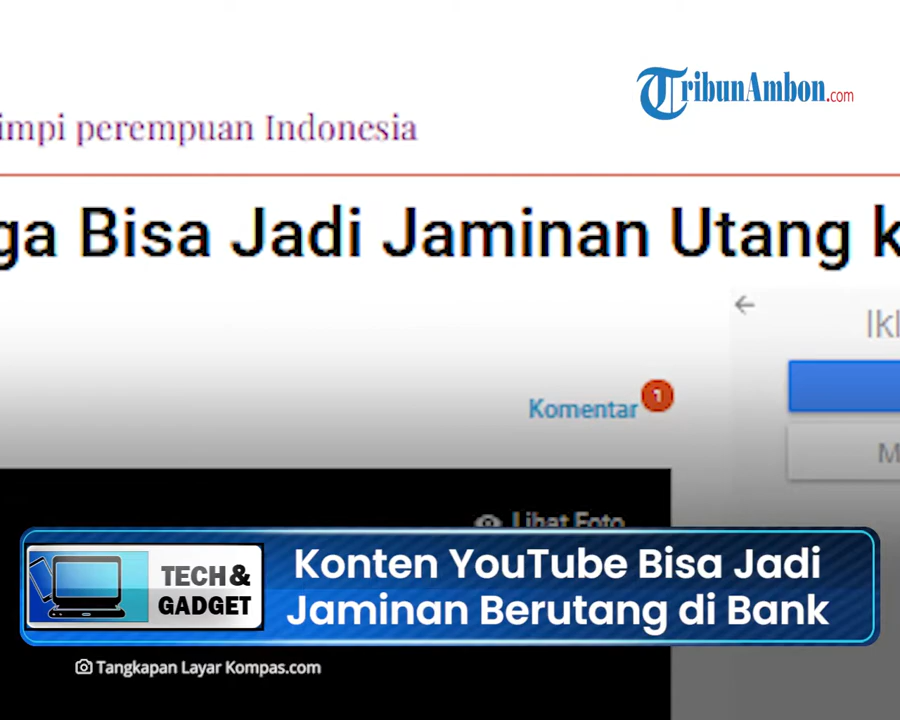 TribunAmbon.com
impi perempuan Indonesia
ga Bisa Jadi Jaminan Utang k
Ikl
Komentar 1
M
Lihat Foto
TECH&
GADGET
Konten YouTube Bisa Jadi
Jaminan Berutang di Bank
Tangkapan Layar Kompas.com